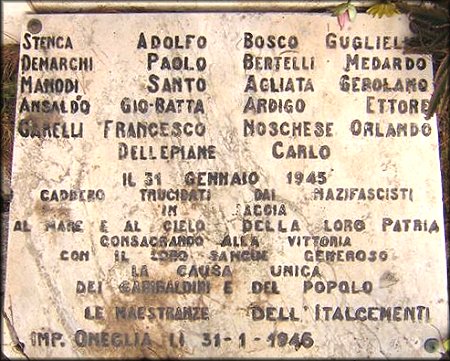 STENCA ADOLFO BOSCO GUGLIEL
DEMARCHI PAOLO BERTELLI MEDARDO
MANODI SANTO AGLIATA GEROLAMO
ANSALDO GIO-BATTA ARDIGO ETTORE
GARELLI FRANCESCO NOSCHESE ORLANDO
DELLEPIANE CARLO
IL 31 GENNAIO 1945
CADDERO TRUCIDATI DAI NAZIFASCISTI
IN FACCIA
AL MARE E AL CIELO DELLA LORO PATRIA
CONSACRANDO ALLA VITTORIA
CON IL LORO SANGUE GENEROSO
LA CAUSA UNICA
DEI GARIBALDINI E DEL POPOLO
LE MAESTRANZE DELL'ITALCEMENTI
IMP. ONEGLIA LI 31-1-1946